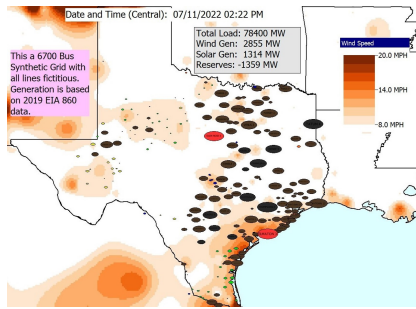 Date and Time (Central): 07/11/2022 02:22 PM
Total Load: 78400 MW
Wind Gen: 2855 MW
Solar Gen: 1314 MW
Reserves: -1359 MW
This a 6700 Bus
Synthetic Grid with
all lines fictitious.
Generation is based
on 2019 EIA 860
data.
Wind Speed
20.0 MPH
14.0 MPH
8.0 MPH